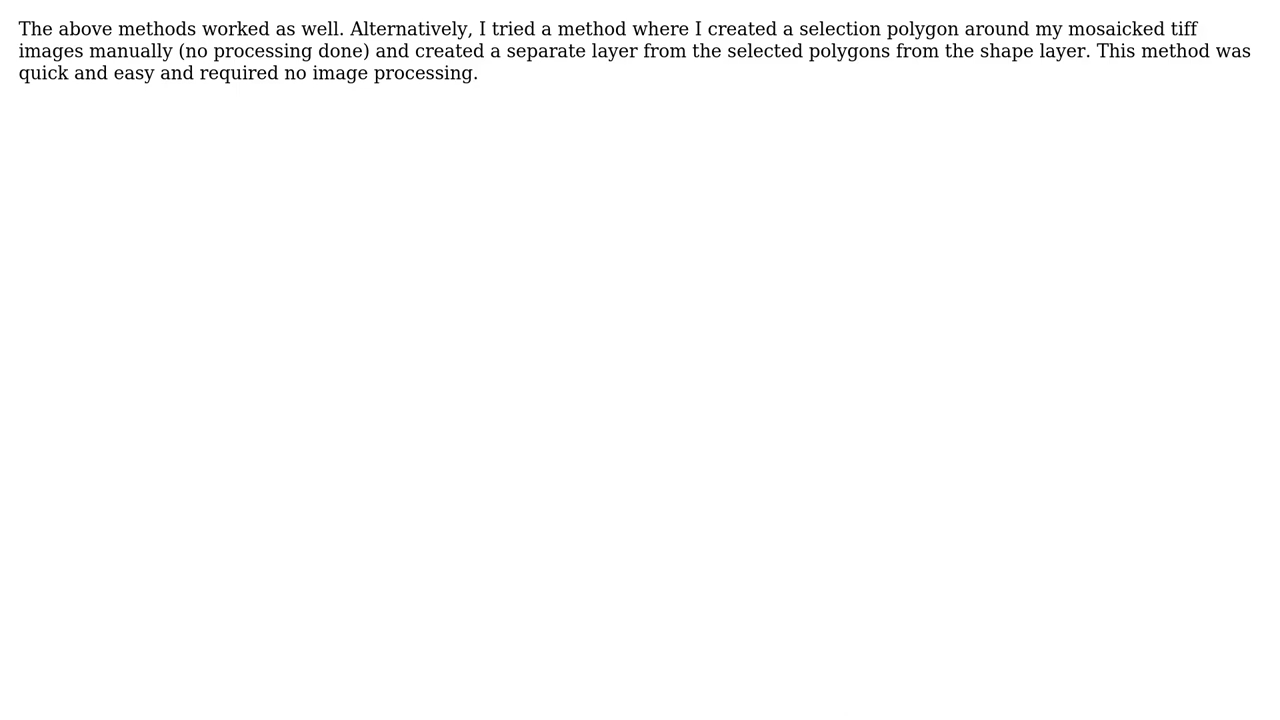 The above methods worked as well. Alternatively, I tried a method where I created a selection polygon around my mosaicked tiff
images manually (no processing done) and created a separate layer from the selected polygons from the shape layer. This method was
quick and easy and required no image processing.